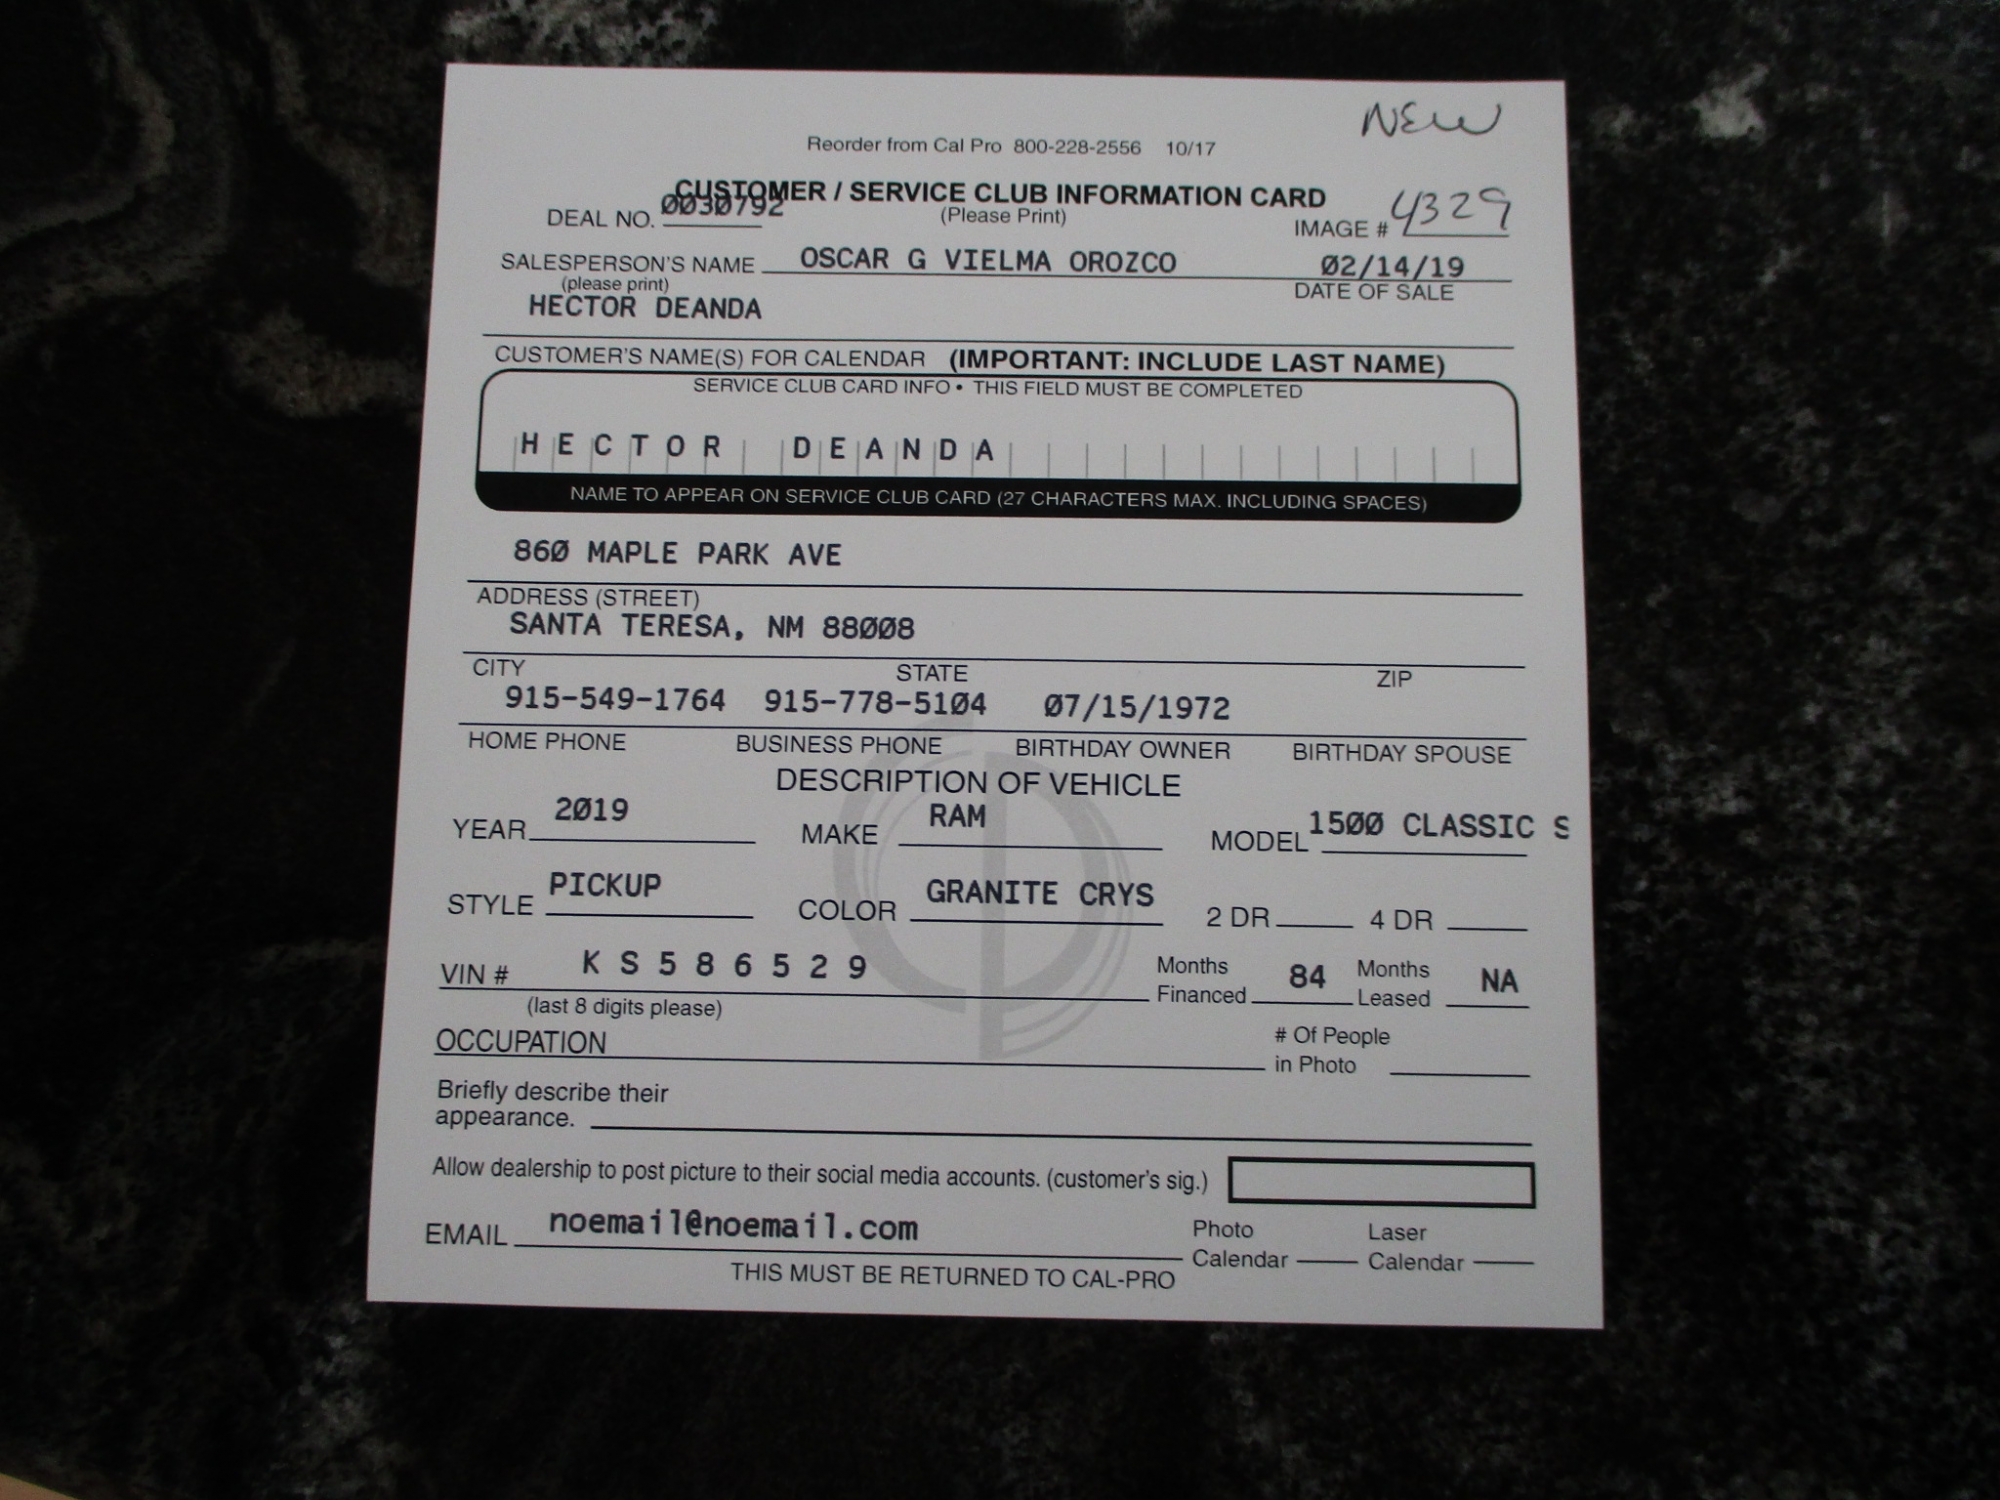 NEW
Reorder from Cal Pro 800-228-2556 10/17
CUSTOMER / SERVICE CLUB INFORMATION CARD
DEAL NO. 0030792 (Please Print) IMAGE # 4329
SALESPERSON'S NAME OSCAR G VIELMA OROZCO 02/14/19
(please print) DATE OF SALE
HECTOR DEANDA
CUSTOMER'S NAME(S) FOR CALENDAR (IMPORTANT: INCLUDE LAST NAME)
SERVICE CLUB CARD INFO • THIS FIELD MUST BE COMPLETED
HECTOR DEANDA
NAME TO APPEAR ON SERVICE CLUB CARD (27 CHARACTERS MAX. INCLUDING SPACES)
860 MAPLE PARK AVE
ADDRESS (STREET)
SANTA TERESA, NM 88008
CITY STATE ZIP
915-549-1764 915-778-5104 07/15/1972
HOME PHONE BUSINESS PHONE BIRTHDAY OWNER BIRTHDAY SPOUSE
DESCRIPTION OF VEHICLE
YEAR 2019 MAKE RAM MODEL 1500 CLASSIC S
STYLE PICKUP COLOR GRANITE CRYS 2 DR 4 DR
VIN # KS586529 Months Financed 84 Months Leased NA
(last 8 digits please)
OCCUPATION # Of People in Photo
Briefly describe their
appearance.
Allow dealership to post picture to their social media accounts. (customer's sig.)
EMAIL noemail@noemail.com Photo Calendar Laser Calendar
THIS MUST BE RETURNED TO CAL-PRO